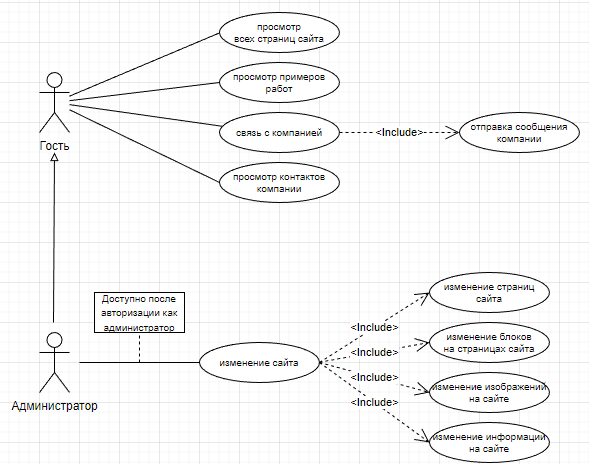 просмотр
всех страниц сайта
просмотр примеров
работ
Гость
связь с компанией
<Include>
отправка сообщения
компании
просмотр контактов
компании
Доступно после
авторизации как
администратор
Администратор
изменение сайта
<Include>
<Include>
<Include>
<Include>
изменение страниц
сайта
изменение блоков
на страницах сайта
изменение изображений
на сайте
изменение информации
на сайте